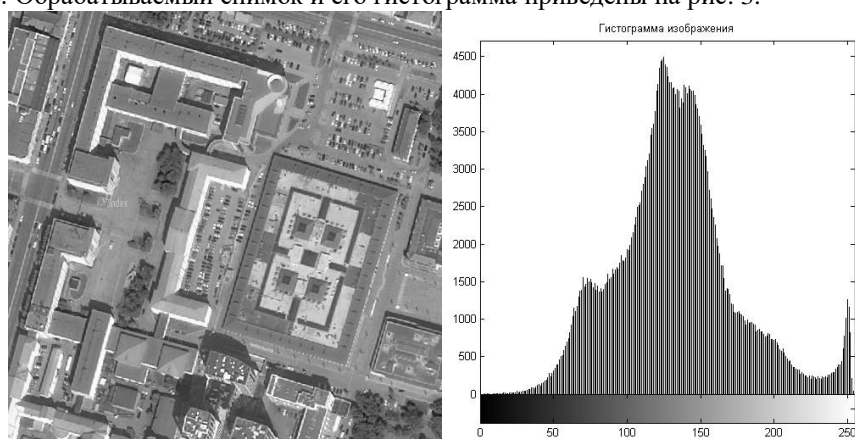 . Обрабатываемый снимок и его гистограмма приведены на рис. 3.
Гистограмма изображения
4500
4000
3500
3000
2500
2000
1500
1000
500
0
0 50 100 150 200 250
Yandex